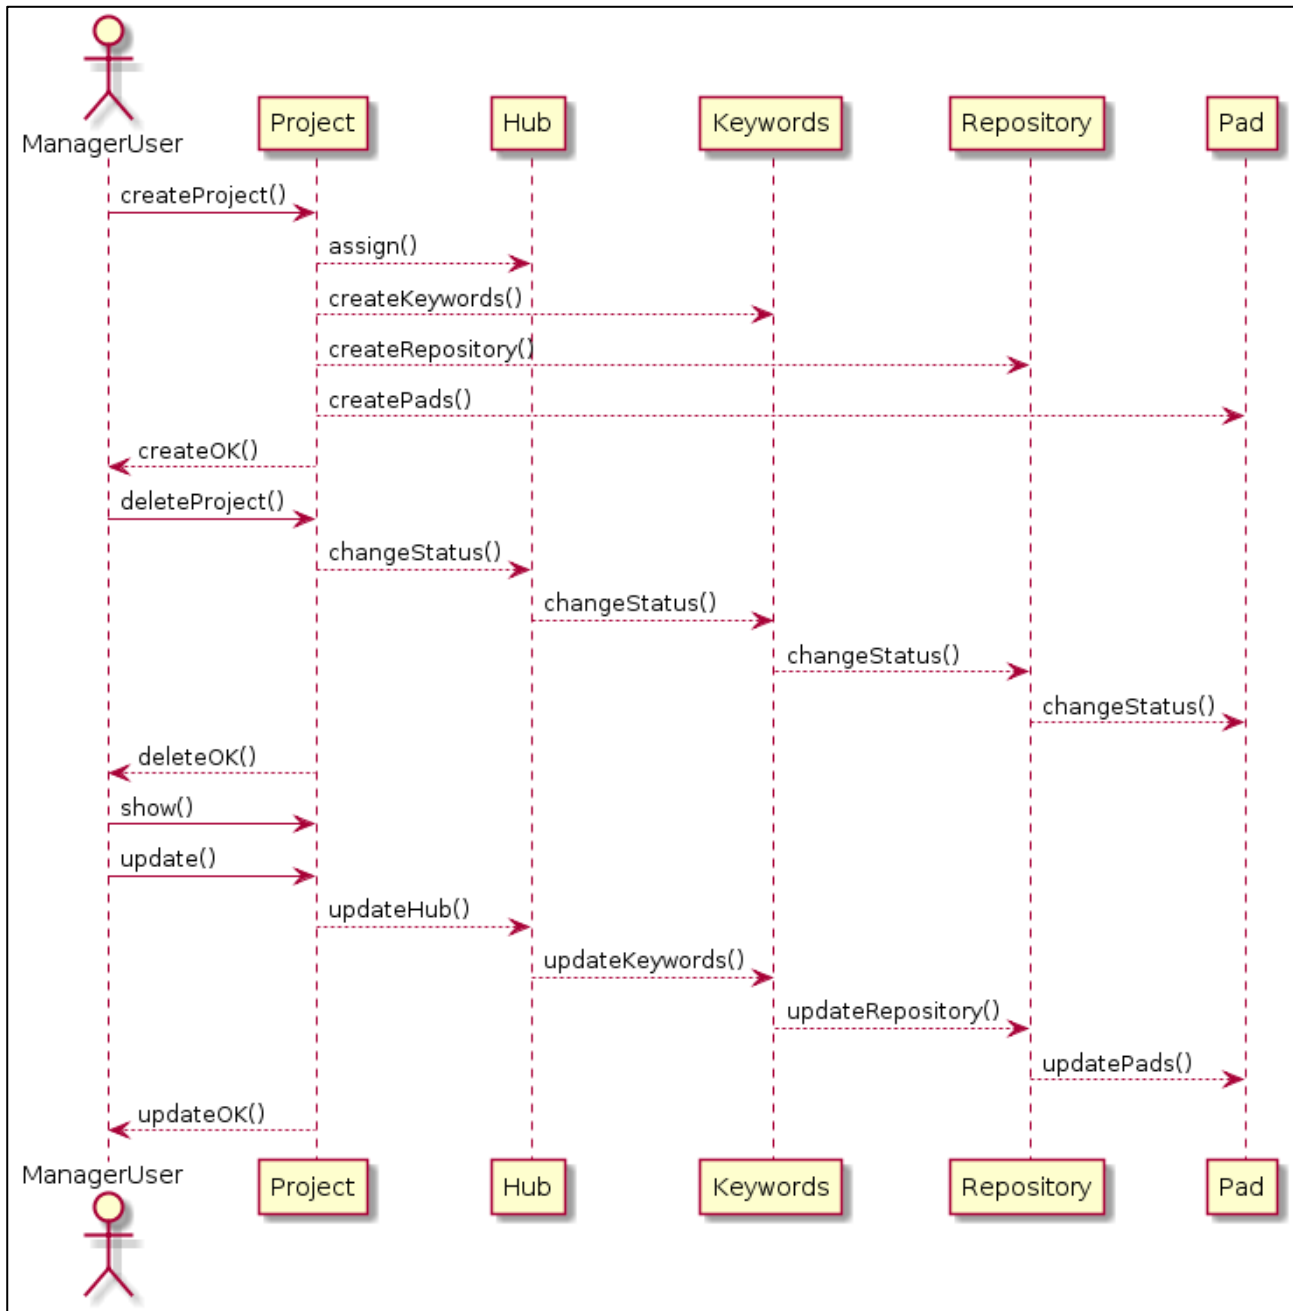 ManagerUser
Project
Hub
Keywords
Repository
Pad
createProject()
assign()
createKeywords()
createRepository()
createPads()
createOK()
deleteProject()
changeStatus()
changeStatus()
changeStatus()
changeStatus()
deleteOK()
show()
update()
updateHub()
updateKeywords()
updateRepository()
updatePads()
updateOK()
ManagerUser
Project
Hub
Keywords
Repository
Pad